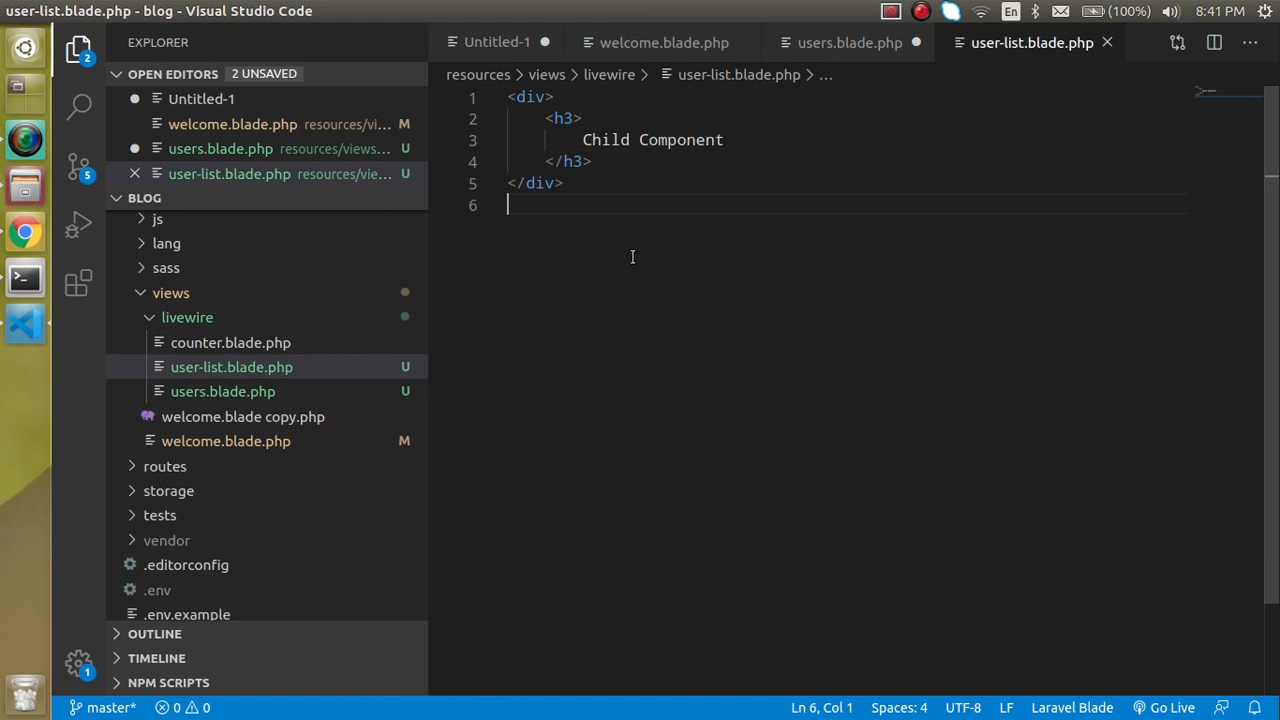 user-list.blade.php - blog - Visual Studio Code
En
(100%)
8:41 PM
EXPLORER
Untitled-1
welcome.blade.php
users.blade.php
user-list.blade.php
OPEN EDITORS
2 UNSAVED
resources > views > livewire > user-list.blade.php > ...
Untitled-1
welcome.blade.php resources/vi... M
users.blade.php resources/views... U
user-list.blade.php resources/vie... U
BLOG
js
lang
sass
views
livewire
counter.blade.php
user-list.blade.php U
users.blade.php U
welcome.blade copy.php
welcome.blade.php M
routes
storage
tests
vendor
.editorconfig
.env
.env.example
OUTLINE
TIMELINE
NPM SCRIPTS
2
5
1
1 <div>
2 <h3>
3 Child Component
4 </h3>
5 </div>
6
master*
0
0
Ln 6, Col 1
Spaces: 4
UTF-8
LF
Laravel Blade
Go Live